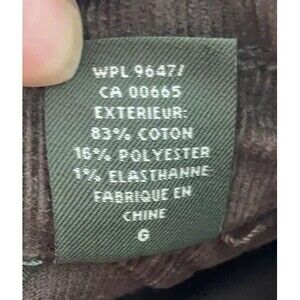 WPL 9647/
CA 00665
EXTERIEUR:
83% COTON
16% POLYESTER
1% ELASTHANNE
FABRIQUE EN
CHINE
G